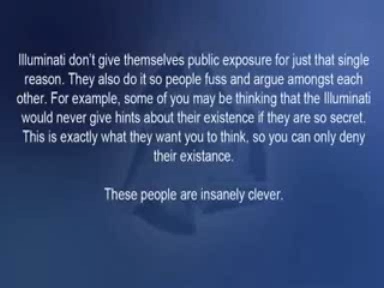 Illuminati don't give themselves public exposure for just that single
reason. They also do it so people fuss and argue amongst each
other. For example, some of you may be thinking that the Illuminati
would never give hints about their existence if they are so secret.
This is exactly what they want you to think, so you can only deny
their existance.
These people are insanely clever.